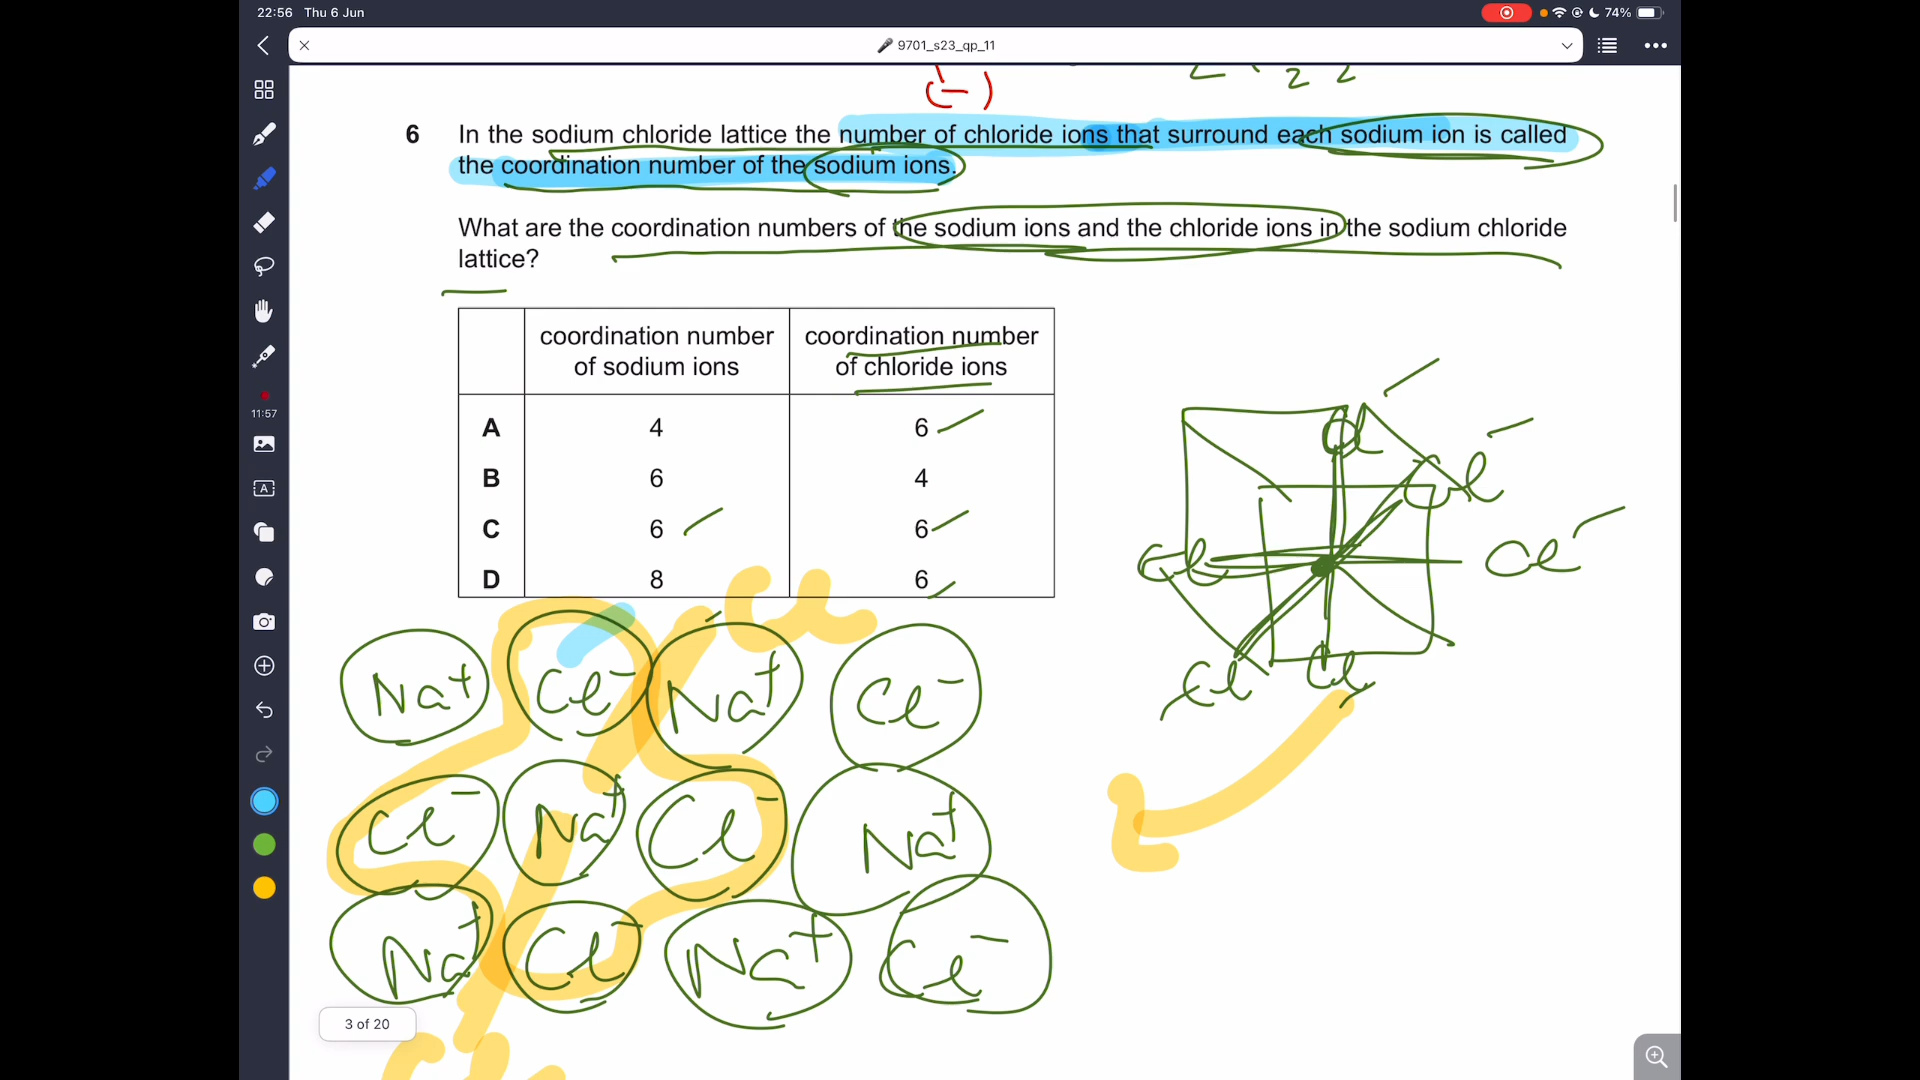 22:56 Thu 6 Jun
74%
9701_s23_qp_11
(-)
2 2 2
6 In the sodium chloride lattice the number of chloride ions that surround each sodium ion is called
the coordination number of the sodium ions.
What are the coordination numbers of the sodium ions and the chloride ions in the sodium chloride
lattice?
coordination number
of sodium ions
coordination number
of chloride ions
A 4 6
B 6 4
C 6 6
D 8 6
11:57
A
Cl
Cl
Cl
Cl
Cl
Cl
Cl
Na+ Cl- Na+ Cl-
Cl- Na+ Cl- Na+
Na+ Cl- Na+ Cl-
3 of 20